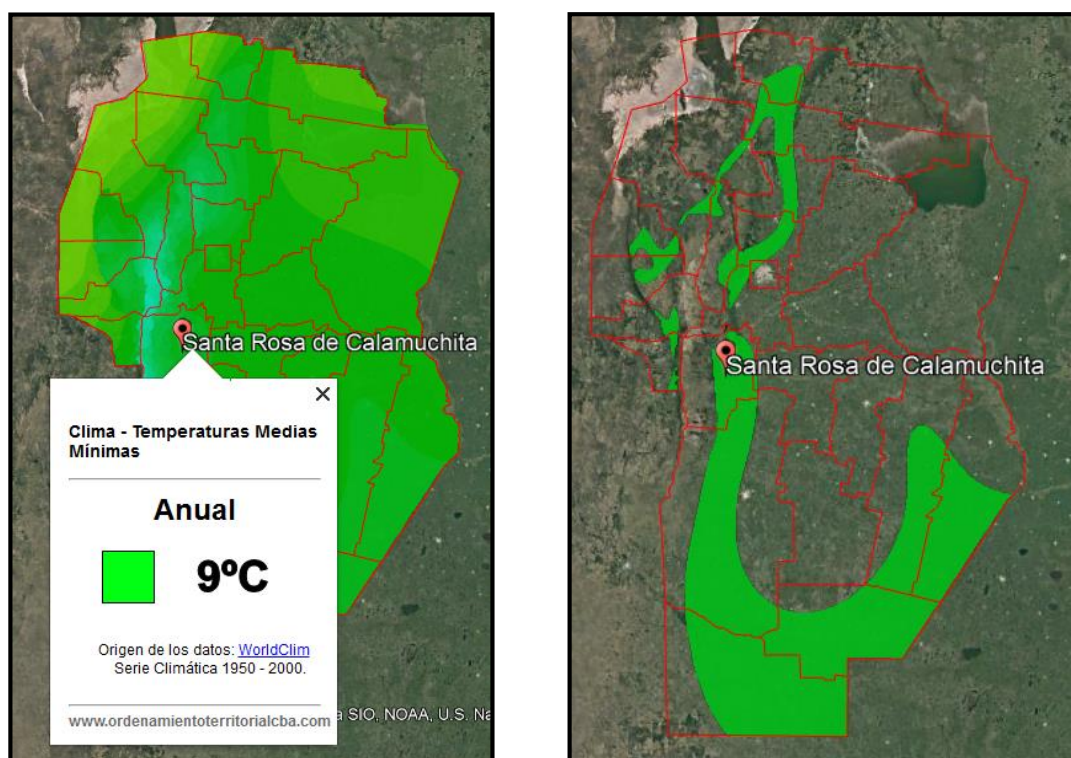 Santa Rosa de Calamuchita
Clima - Temperaturas Medias
Mínimas
Anual
9ºC
Origen de los datos: WorldClim
Serie Climática 1950 - 2000.
www.ordenamientoterritorialcba.com
a SIO, NOAA, U.S. Na
Santa Rosa de Calamuchita